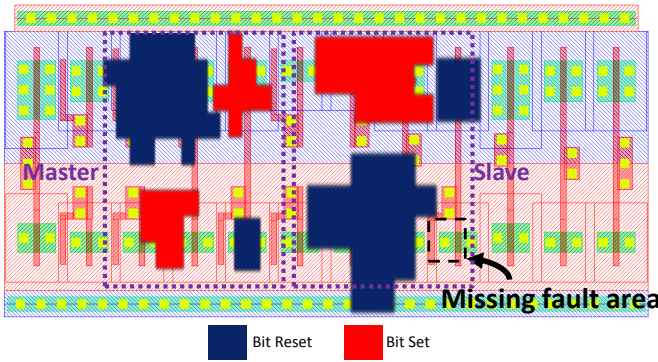 Master
Slave
Missing fault area
Bit Reset
Bit Set